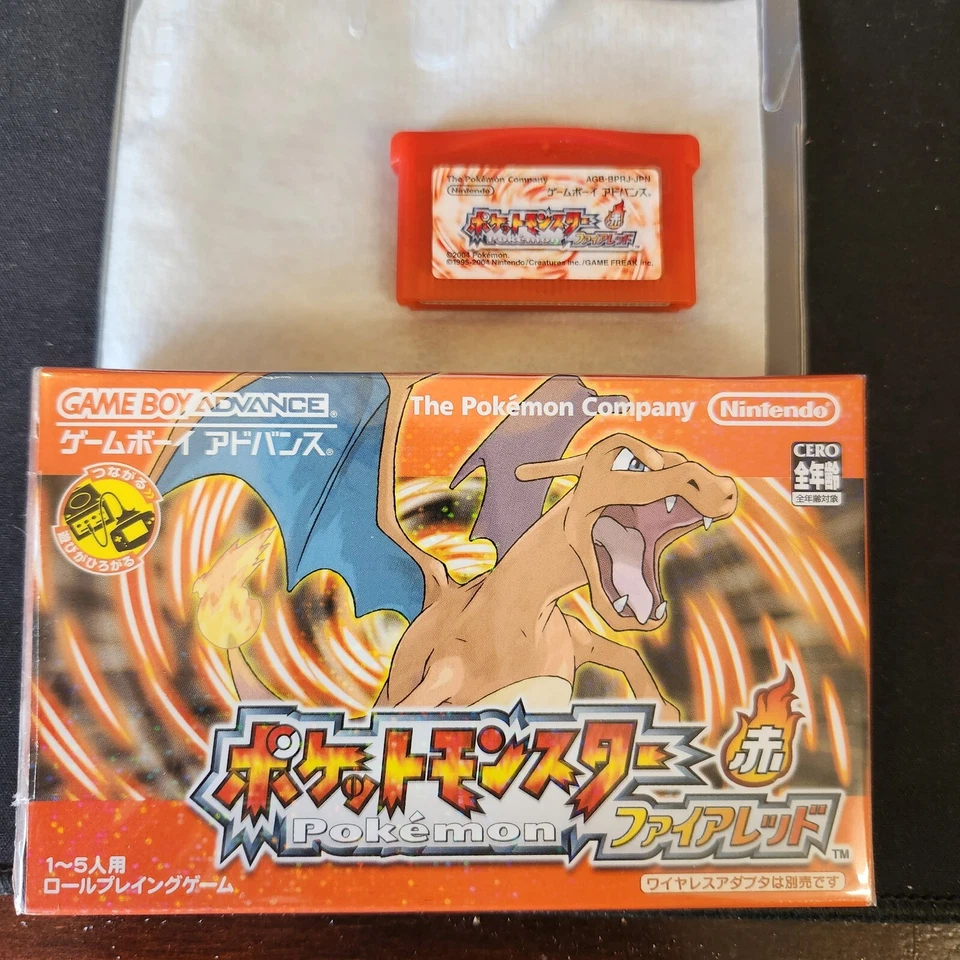 The Pokémon Company AGB-BPRJ-JPN
Nintendo ゲームボーイ アドバンス®
ポケットモンスター 赤
Pokémon ファイアレッド™
©2004 Pokémon.
©1995-2004 Nintendo/Creatures inc./GAME FREAK inc.
GAME BOY ADVANCE® The Pokémon Company Nintendo®
ゲームボーイ アドバンス®
CERO
全年齢
全年齢対象
つながる》
遊びがひろがる
ポケットモンスター 赤
Pokémon ファイアレッド™
1〜5人用
ロールプレイングゲーム
ワイヤレスアダプタは別売です